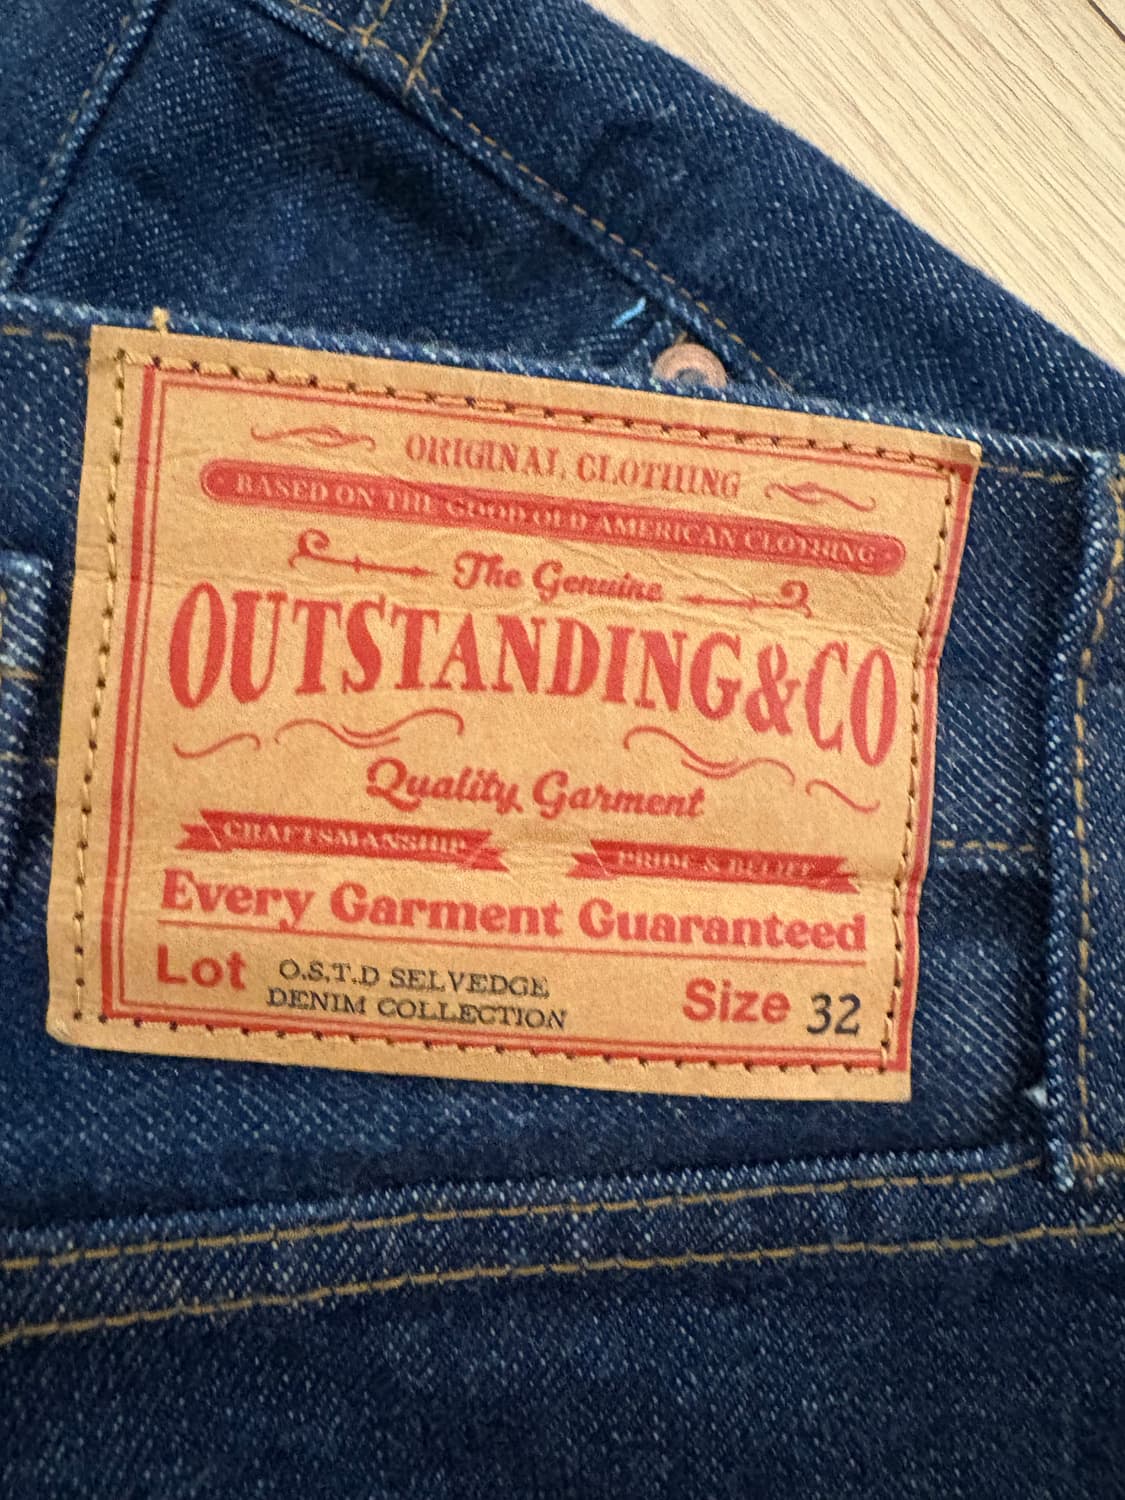 ORIGINAL CLOTHING
BASED ON THE GOOD OLD AMERICAN CLOTHING
The Genuine
OUTSTANDING&CO
Quality Garment
CRAFTSMANSHIP PRIDE & BELIEF
Every Garment Guaranteed
Lot O.S.T.D SELVEDGE
DENIM COLLECTION
Size 32